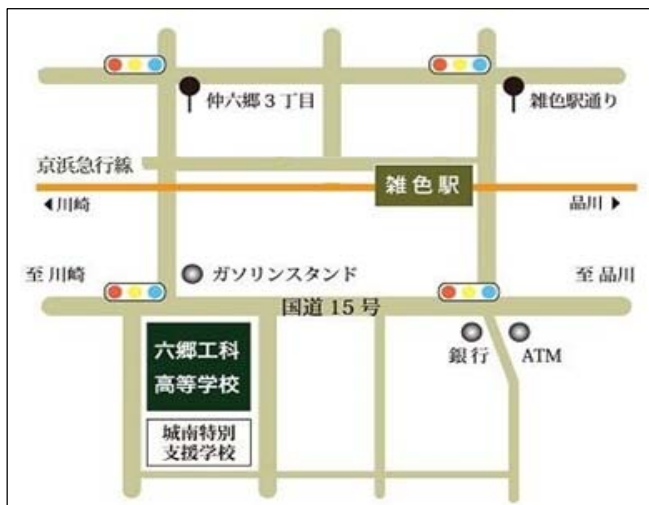 仲六郷3丁目
雑色駅通り
京浜急行線
雑色駅
◀川崎
品川▶
至 川崎
ガソリンスタンド
至 品川
国道15号
六郷工科
高等学校
銀行
ATM
城南特別
支援学校